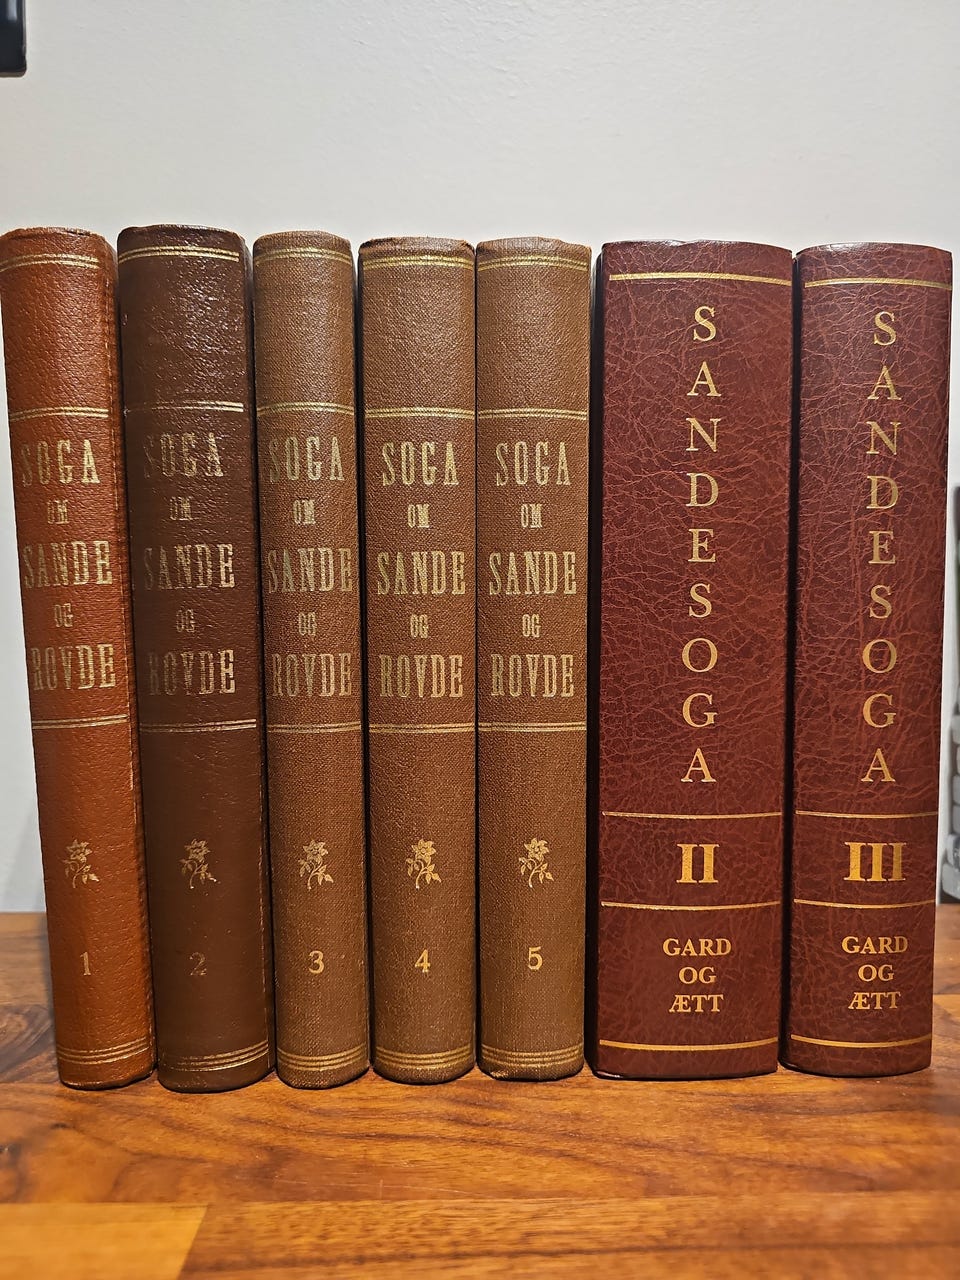 SOGA
OM
SANDE
OG
ROVDE
1
SOGA
OM
SANDE
OG
ROVDE
2
SOGA
OM
SANDE
OG
ROVDE
3
SOGA
OM
SANDE
OG
ROVDE
4
SOGA
OM
SANDE
OG
ROVDE
5
SANDESOGA
II
GARD
OG
ÆTT
SANDESOGA
III
GARD
OG
ÆTT